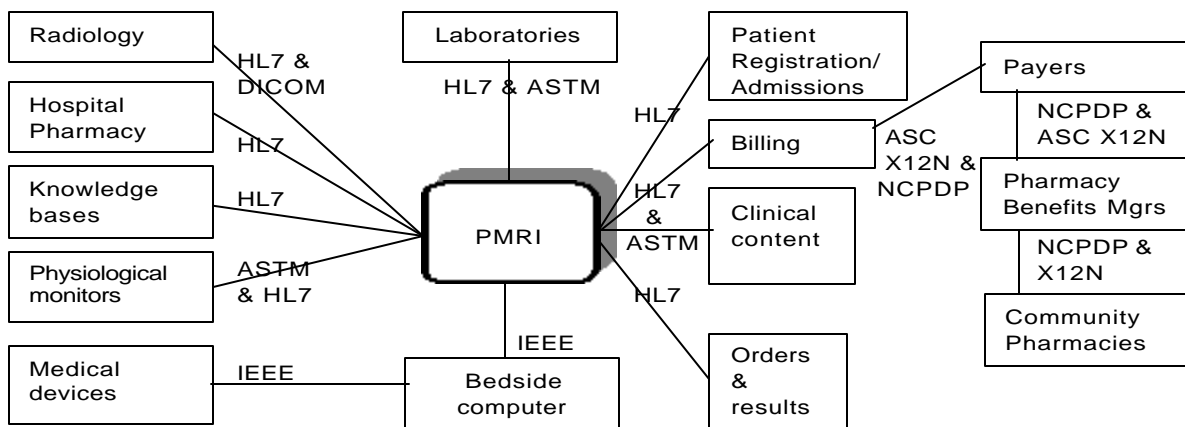 Radiology
HL7 &
DICOM
Hospital
Pharmacy
HL7
Knowledge
bases
HL7
Physiological
monitors
ASTM
& HL7
Medical
devices
IEEE
Laboratories
HL7 & ASTM
PMRI
IEEE
Bedside
computer
Patient
Registration/
Admissions
HL7
Billing
HL7
&
ASTM
Clinical
content
HL7
Orders
&
results
ASC
X12N &
NCPDP
Payers
NCPDP &
ASC X12N
Pharmacy
Benefits Mgrs
NCPDP &
X12N
Community
Pharmacies